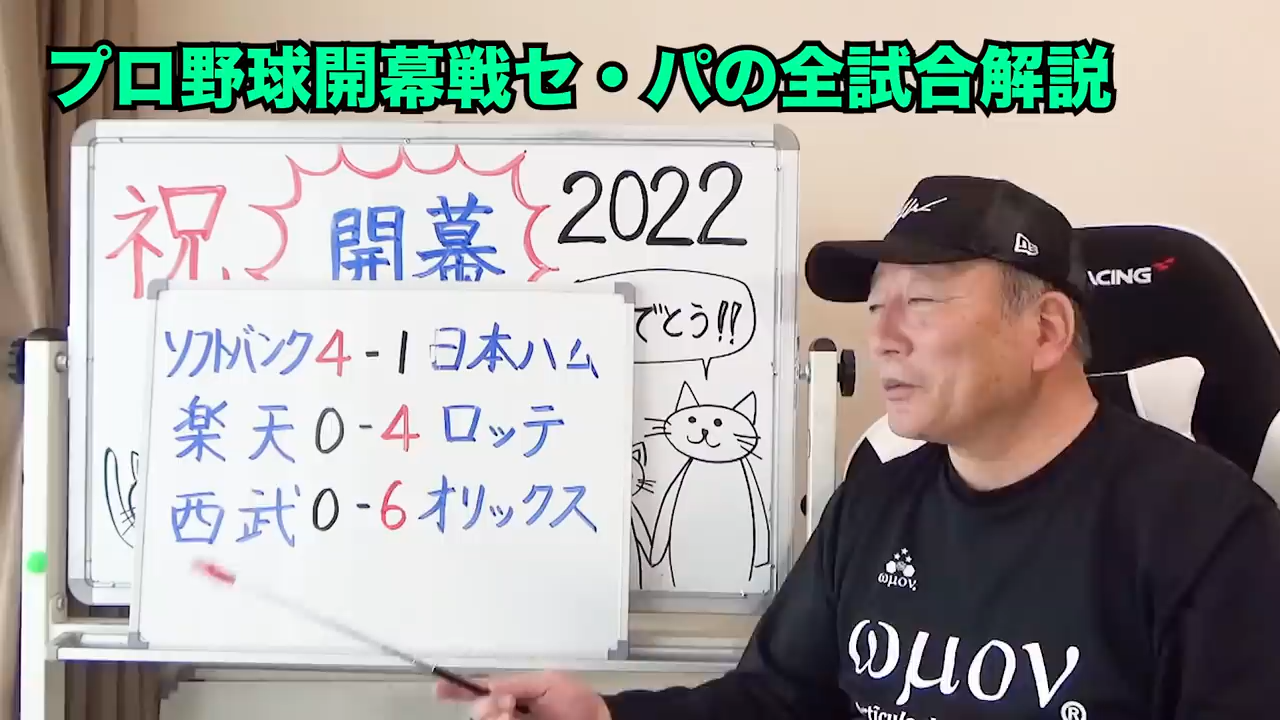 プロ野球開幕戦セ・パの全試合解説
祝
開幕
2022
でとう!!
ソフトバンク4-1日本ハム
楽天0-4ロッテ
西武0-6オリックス
RACING
ωμον
ωμον®